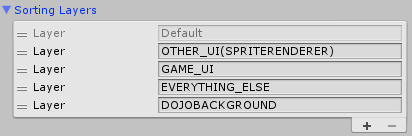 Sorting Layers
Layer Default
Layer OTHER_UI(SPRITERENDERER)
Layer GAME_UI
Layer EVERYTHING_ELSE
Layer DOJOBACKGROUND
+ −